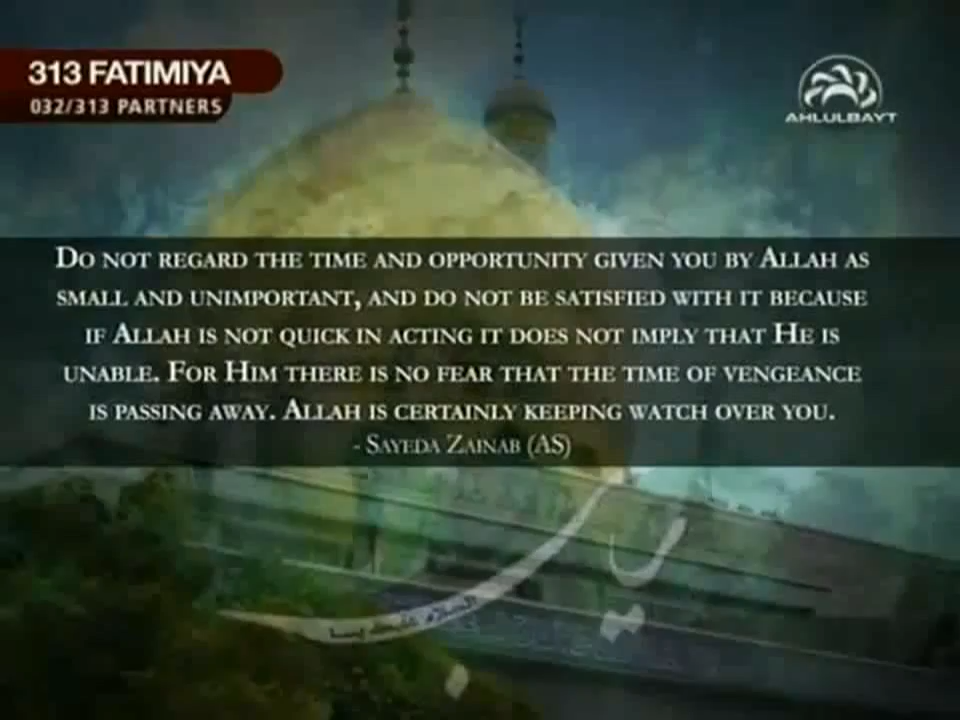 313 FATIMIYA
032/313 PARTNERS
AHLULBAYT
DO NOT REGARD THE TIME AND OPPORTUNITY GIVEN YOU BY ALLAH AS
SMALL AND UNIMPORTANT, AND DO NOT BE SATISFIED WITH IT BECAUSE
IF ALLAH IS NOT QUICK IN ACTING IT DOES NOT IMPLY THAT HE IS
UNABLE. FOR HIM THERE IS NO FEAR THAT THE TIME OF VENGEANCE
IS PASSING AWAY. ALLAH IS CERTAINLY KEEPING WATCH OVER YOU.
- SAYEDA ZAINAB (AS)
السلام عليك يا